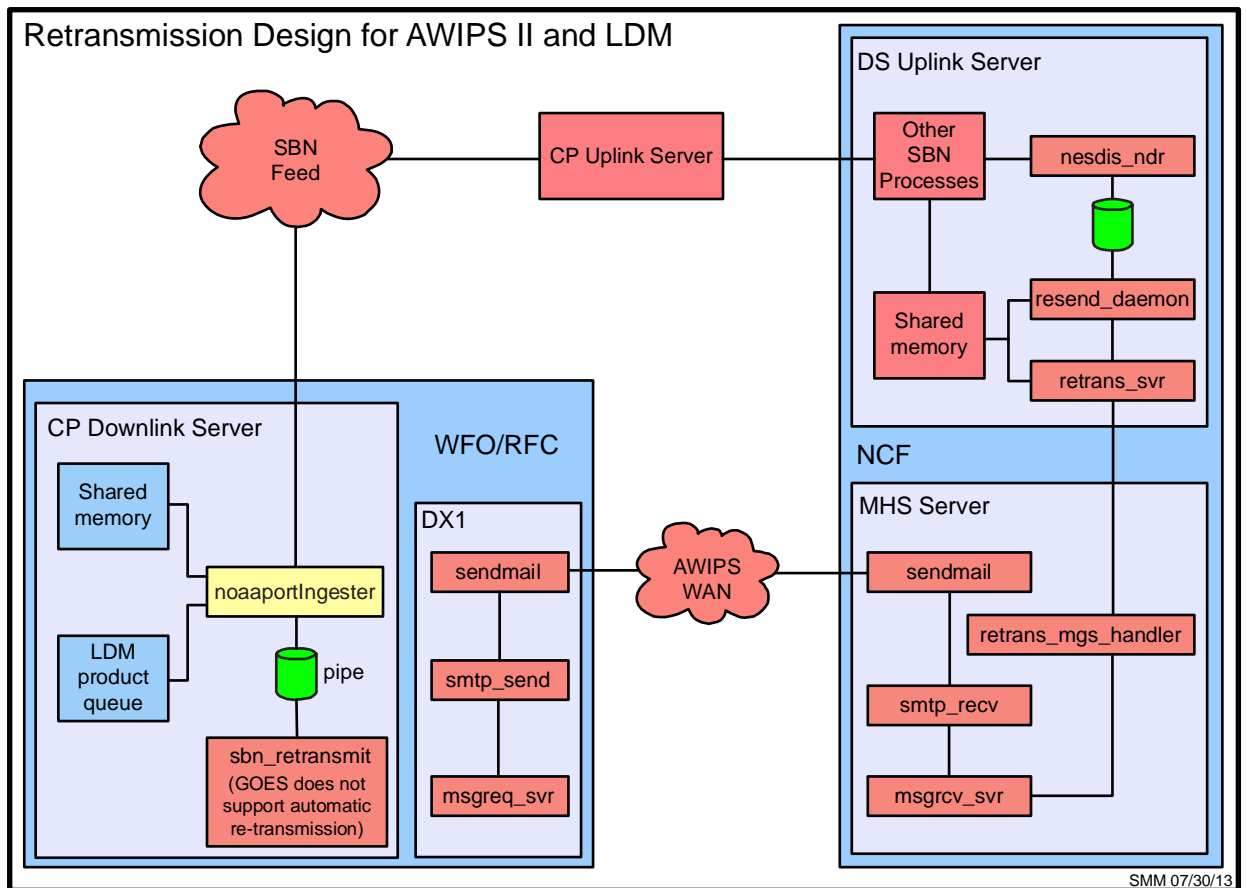 Retransmission Design for AWIPS II and LDM
DS Uplink Server
SBN
Feed
CP Uplink Server
Other
SBN
Processes
nesdis_ndr
Shared
memory
resend_daemon
retrans_svr
NCF
CP Downlink Server
WFO/RFC
Shared
memory
noaaportIngester
LDM
product
queue
pipe
sbn_retransmit
(GOES does not
support automatic
re-transmission)
DX1
sendmail
smtp_send
msgreq_svr
AWIPS
WAN
MHS Server
sendmail
retrans_mgs_handler
smtp_recv
msgrcv_svr
SMM 07/30/13